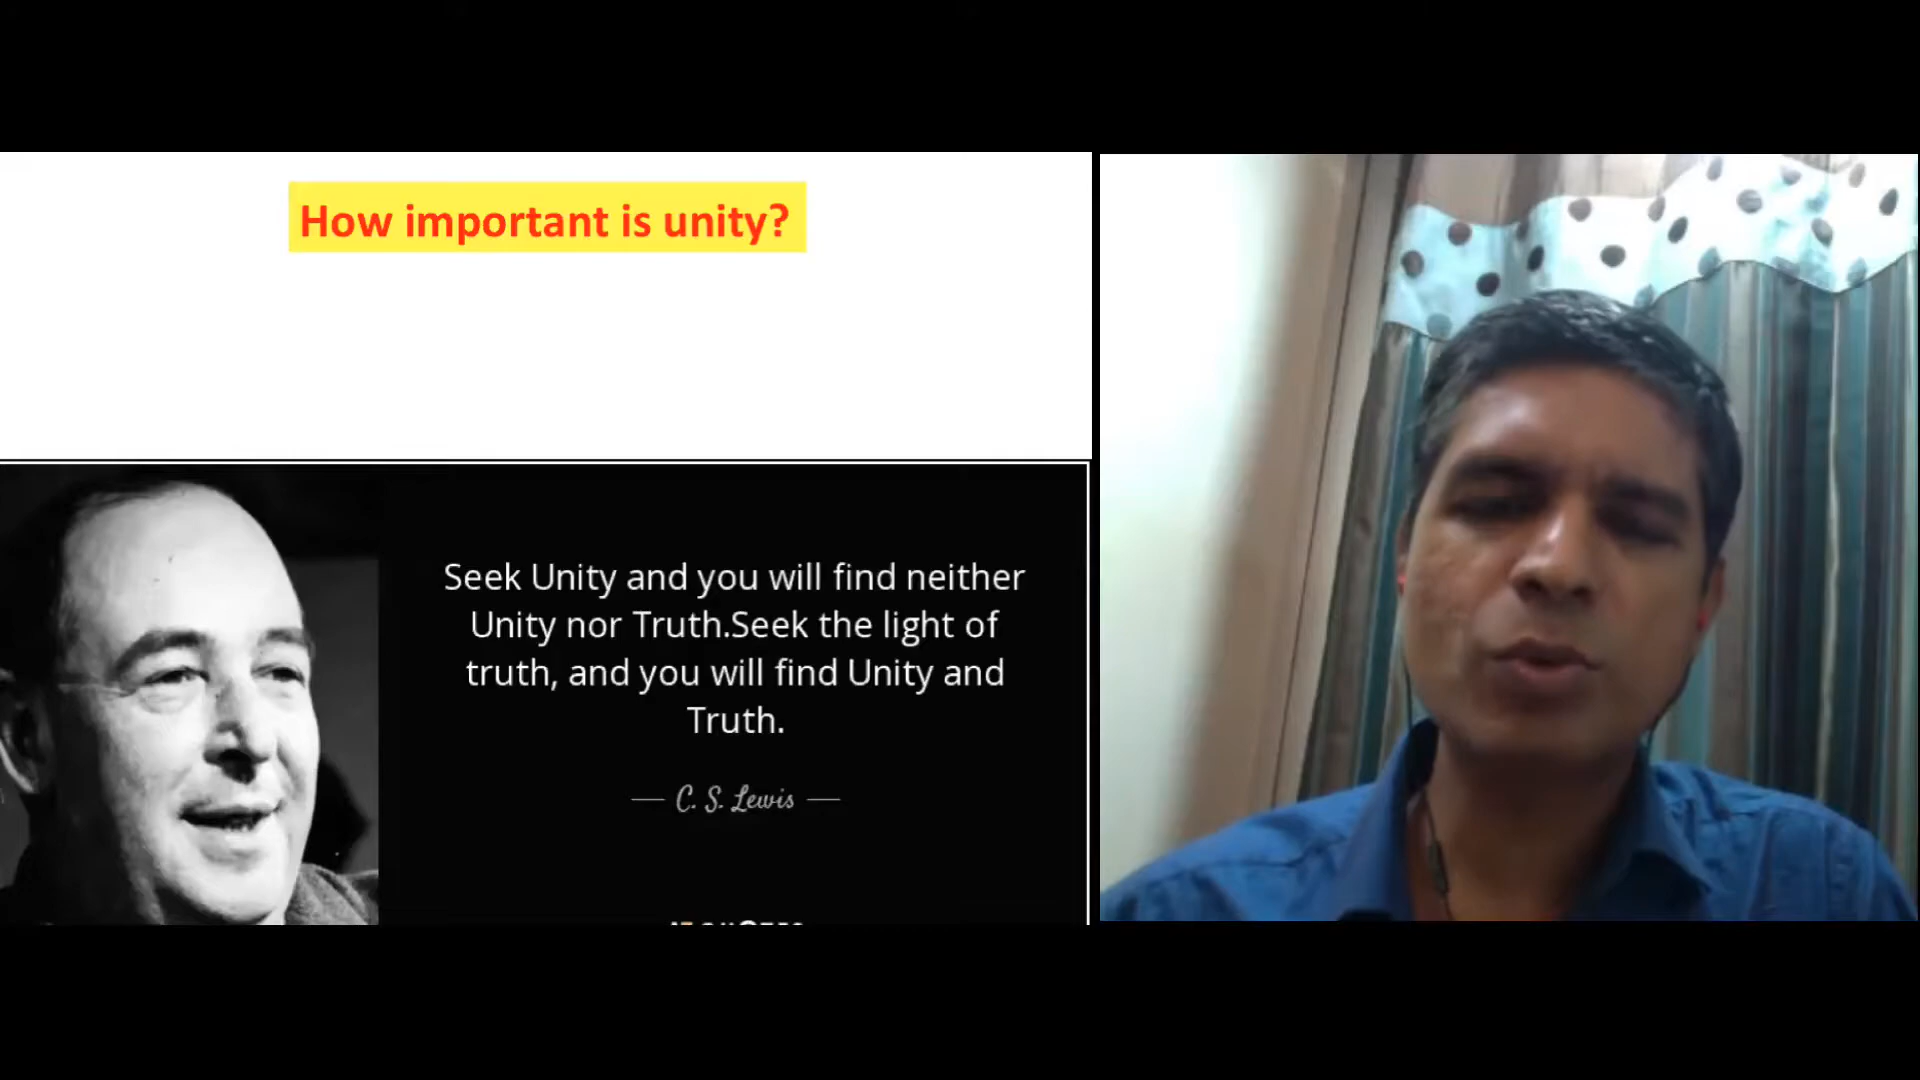 How important is unity?
Seek Unity and you will find neither
Unity nor Truth.Seek the light of
truth, and you will find Unity and
Truth.
— C. S. Lewis —